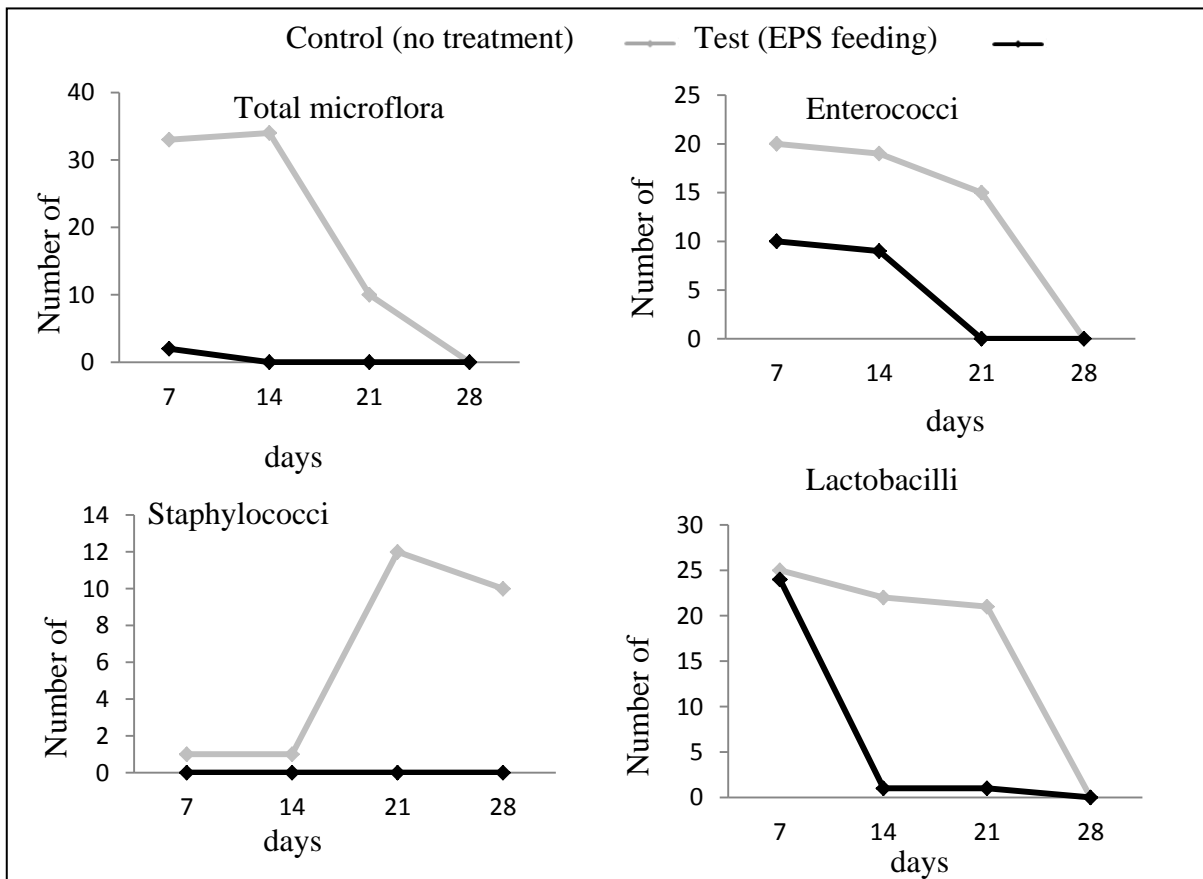 Control (no treatment) Test (EPS feeding)
Total microflora
Number of
40
30
20
10
0
7 14 21 28
days
Enterococci
Number of
25
20
15
10
5
0
7 14 21 28
days
Staphylococci
Number of
14
12
10
8
6
4
2
0
7 14 21 28
days
Lactobacilli
Number of
30
25
20
15
10
5
0
7 14 21 28
days